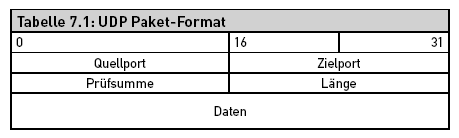 Tabelle 7.1: UDP Paket-Format
0 16 31
Quellport Zielport
Prüfsumme Länge
Daten